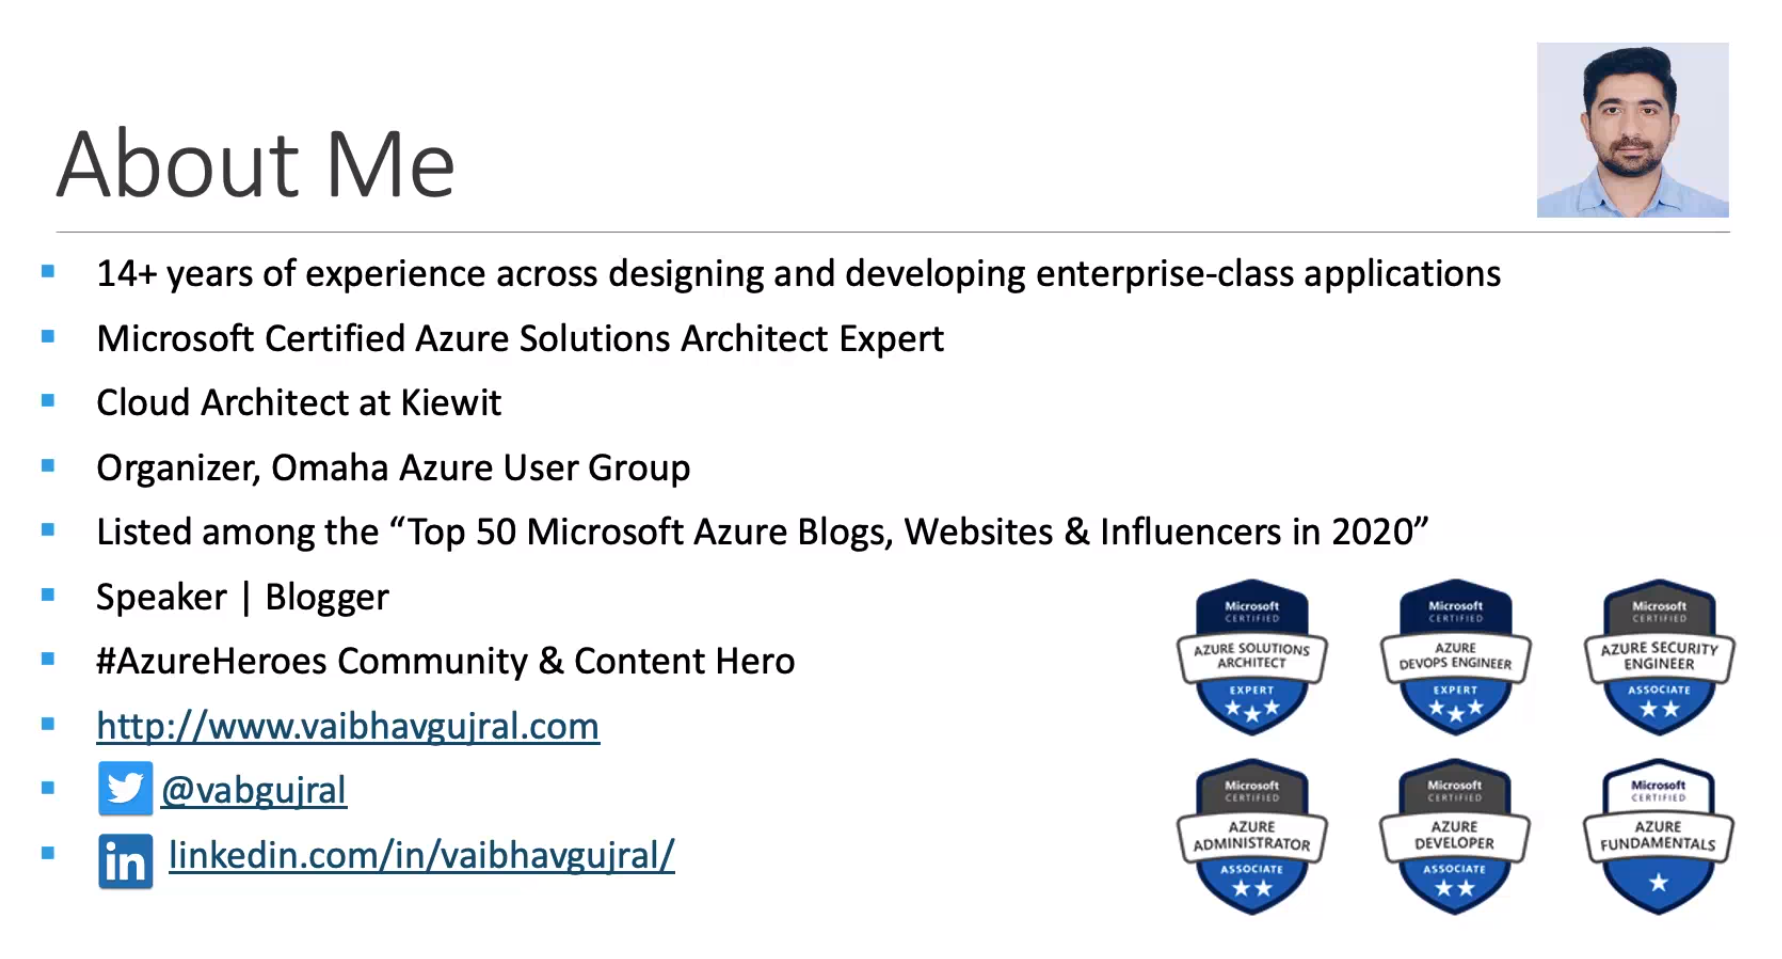 About Me
14+ years of experience across designing and developing enterprise-class applications
Microsoft Certified Azure Solutions Architect Expert
Cloud Architect at Kiewit
Organizer, Omaha Azure User Group
Listed among the “Top 50 Microsoft Azure Blogs, Websites & Influencers in 2020”
Speaker | Blogger
#AzureHeroes Community & Content Hero
http://www.vaibhavgujral.com
@vabgujral
in linkedin.com/in/vaibhavgujral/
Microsoft
CERTIFIED
AZURE SOLUTIONS
ARCHITECT
EXPERT
Microsoft
CERTIFIED
AZURE
DEVOPS ENGINEER
EXPERT
Microsoft
CERTIFIED
AZURE SECURITY
ENGINEER
ASSOCIATE
Microsoft
CERTIFIED
AZURE
ADMINISTRATOR
ASSOCIATE
Microsoft
CERTIFIED
AZURE
DEVELOPER
ASSOCIATE
Microsoft
CERTIFIED
AZURE
FUNDAMENTALS